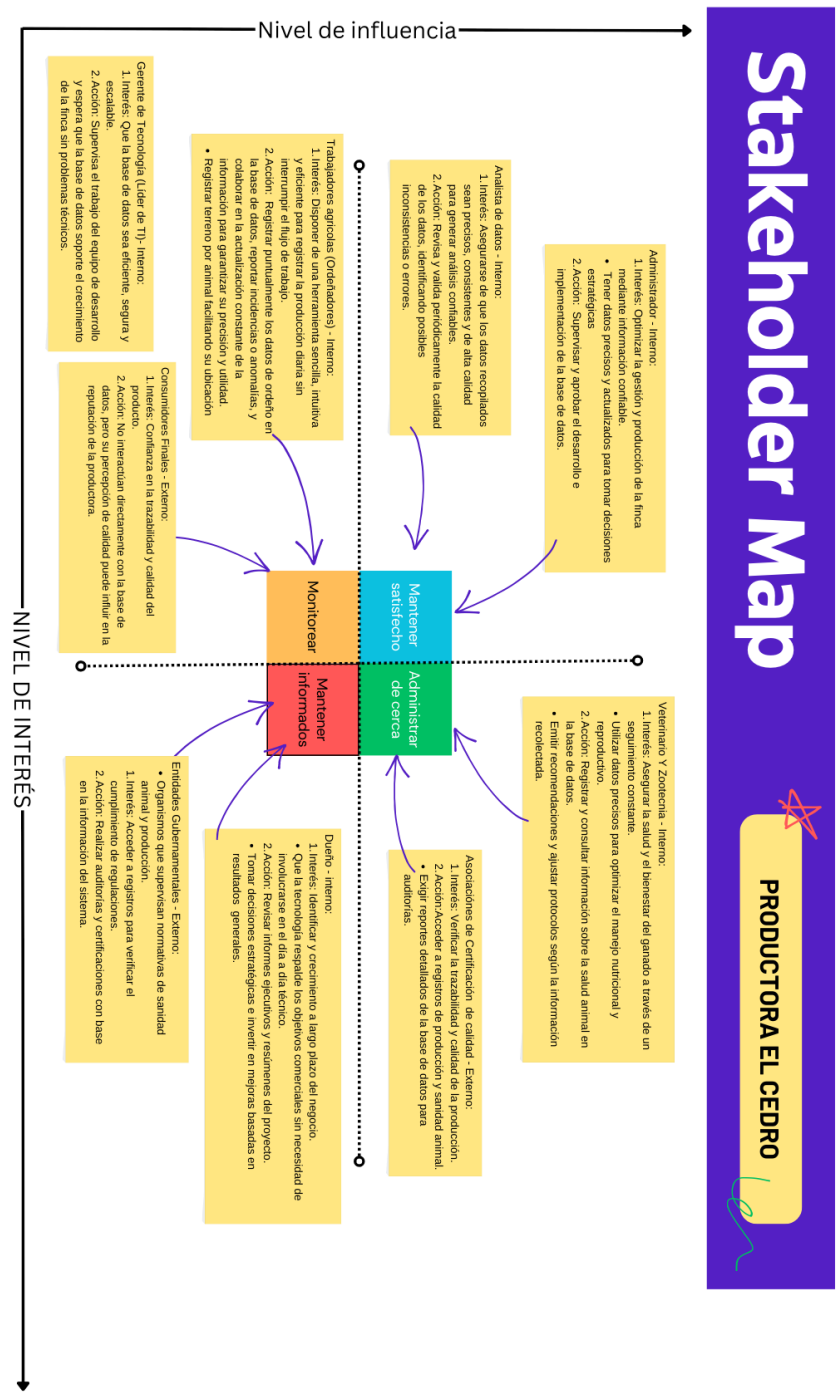 Stakeholder Map
PRODUCTORA EL CEDRO
Nivel de influencia
Administrador - Interno:
1. Interés: Optimizar la gestión y producción de la finca
mediante información confiable.
• Tener datos precisos y actualizados para tomar decisiones
estratégicas
2. Acción: Supervisar y aprobar el desarrollo e
implementación de la base de datos.
Veterinario Y Zootecnia - Interno:
1. Interés: Asegurar la salud y el bienestar del ganado a través de un
seguimiento constante.
• Utilizar datos precisos para optimizar el manejo nutricional y
reproductivo.
2. Acción: Registrar y consultar información sobre la salud animal en
la base de datos.
• Emitir recomendaciones y ajustar protocolos según la información
recolectada.
Analista de datos - Interno:
1. Interés: Asegurarse de que los datos recopilados
sean precisos, consistentes y de alta calidad
para generar análisis confiables.
2. Acción: Revisa y valida periódicamente la calidad
de los datos, identificando posibles
inconsistencias o errores.
Asociaciónes de Certificación de calidad - Externo:
1. Interés: Verificar la trazabilidad y calidad de la producción.
2. Acción:Acceder a registros de producción y sanidad animal.
• Exigir reportes detallados de la base de datos para
auditorías.
Mantener
satisfecho
Administrar
de cerca
Monitorear
Mantener
informados
Trabajadores agrícolas (Ordeñadores) - Interno:
1. Interés: Disponer de una herramienta sencilla, intuitiva
y eficiente para registrar la producción diaria sin
interrumpir el flujo de trabajo.
2. Acción: Registrar puntualmente los datos de ordeño en
la base de datos, reportar incidencias o anomalías, y
colaborar en la actualización constante de la
información para garantizar su precisión y utilidad.
• Registrar terreno por animal facilitando su ubicación
Dueño - interno:
1. Interés: Identificar y crecimiento a largo plazo del negocio.
• Que la tecnología respalde los objetivos comerciales sin necesidad de
involucrarse en el día a día técnico.
2. Acción: Revisar informes ejecutivos y resúmenes del proyecto.
• Tomar decisiones estratégicas e invertir en mejoras basadas en
resultados generales.
Gerente de Tecnología (Líder de TI)- Interno:
1. Interés: Que la base de datos sea eficiente, segura y
escalable.
2. Acción: Supervisa el trabajo del equipo de desarrollo
y espera que la base de datos soporte el crecimiento
de la finca sin problemas técnicos.
Consumidores Finales - Externo:
1. Interés: Confianza en la trazabilidad y calidad del
producto.
2. Acción: No interactúan directamente con la base de
datos, pero su percepción de calidad puede influir en la
reputación de la productora.
Entidades Gubernamentales - Externo:
• Organismos que supervisan normativas de sanidad
animal y producción.
1. Interés: Acceder a registros para verificar el
cumplimiento de regulaciones.
2. Acción: Realizar auditorías y certificaciones con base
en la información del sistema.
NIVEL DE INTERÉS